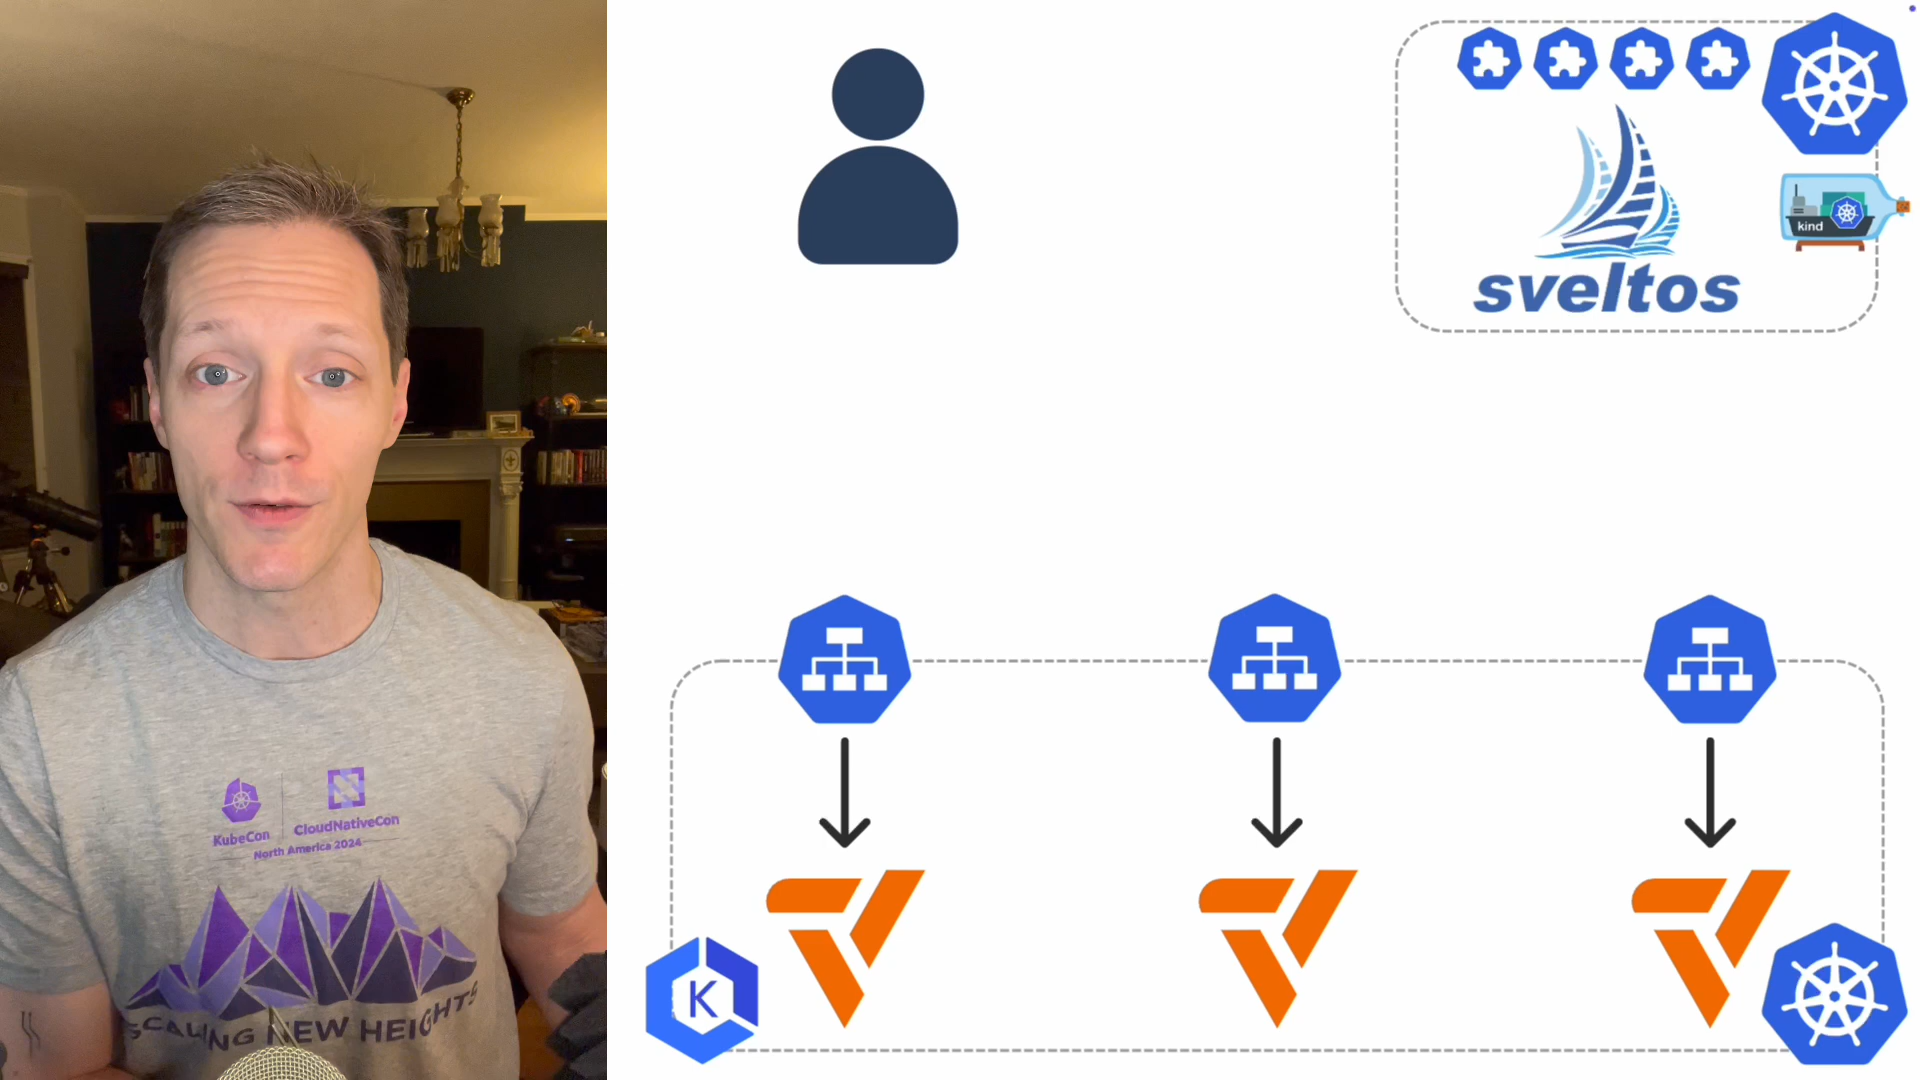 kind
sveltos
KubeCon
CloudNativeCon
North America 2024
SCALING NEW HEIGHTS
K